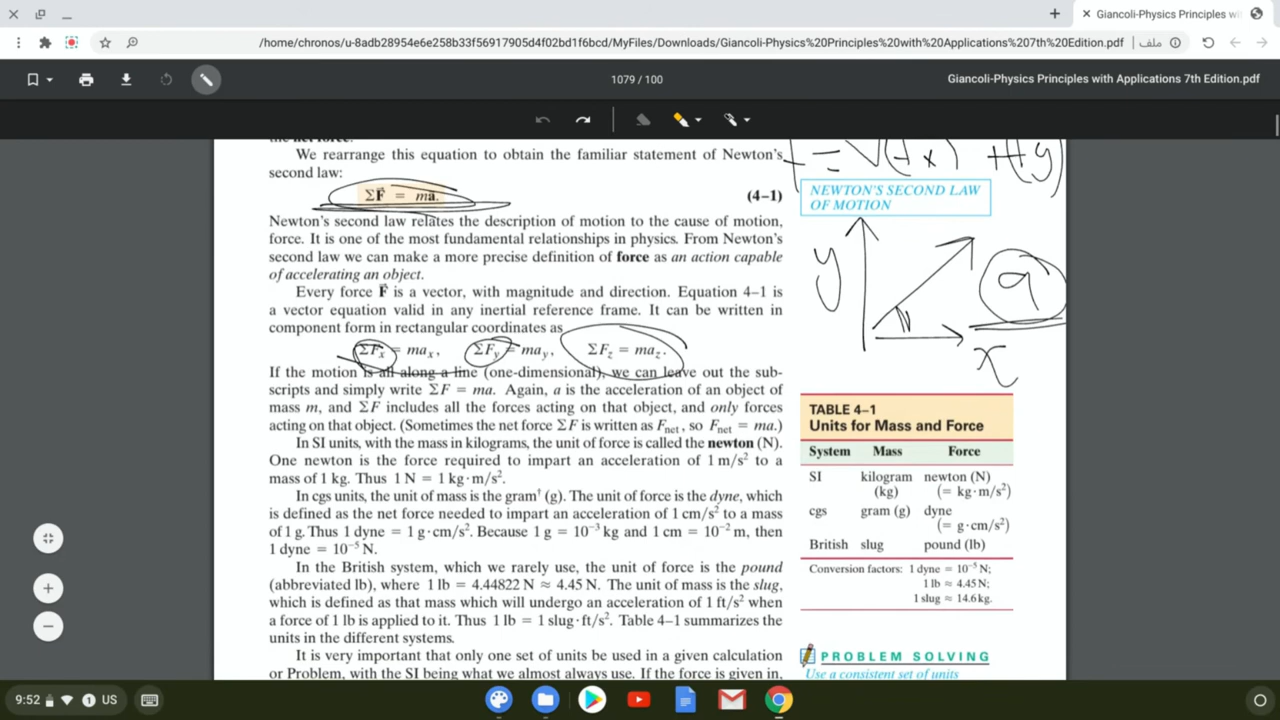 Giancoli-Physics Principles wi
/home/chronos/u-8adb28954e6e258b33f56917905d4f02bd1f6bcd/MyFiles/Downloads/Giancoli-Physics%20Principles%20with%20Applications%207th%20Edition.pdf | ملف
1079 / 100
Giancoli-Physics Principles with Applications 7th Edition.pdf
the net force.
We rearrange this equation to obtain the familiar statement of Newton's
second law:
ΣF⃗ = ma⃗. (4–1)
Newton's second law relates the description of motion to the cause of motion,
force. It is one of the most fundamental relationships in physics. From Newton's
second law we can make a more precise definition of force as an action capable
of accelerating an object.
Every force F⃗ is a vector, with magnitude and direction. Equation 4–1 is
a vector equation valid in any inertial reference frame. It can be written in
component form in rectangular coordinates as
ΣFx = max, ΣFy = may, ΣFz = maz.
If the motion is all along a line (one-dimensional), we can leave out the sub-
scripts and simply write ΣF = ma. Again, a is the acceleration of an object of
mass m, and ΣF includes all the forces acting on that object, and only forces
acting on that object. (Sometimes the net force ΣF is written as Fnet, so Fnet = ma.)
In SI units, with the mass in kilograms, the unit of force is called the newton (N).
One newton is the force required to impart an acceleration of 1 m/s² to a
mass of 1 kg. Thus 1 N = 1 kg·m/s².
In cgs units, the unit of mass is the gram† (g). The unit of force is the dyne, which
is defined as the net force needed to impart an acceleration of 1 cm/s² to a mass
of 1 g. Thus 1 dyne = 1 g·cm/s². Because 1 g = 10⁻³ kg and 1 cm = 10⁻² m, then
1 dyne = 10⁻⁵ N.
In the British system, which we rarely use, the unit of force is the pound
(abbreviated lb), where 1 lb = 4.44822 N ≈ 4.45 N. The unit of mass is the slug,
which is defined as that mass which will undergo an acceleration of 1 ft/s² when
a force of 1 lb is applied to it. Thus 1 lb = 1 slug·ft/s². Table 4–1 summarizes the
units in the different systems.
It is very important that only one set of units be used in a given calculation
or Problem, with the SI being what we almost always use. If the force is given in,
NEWTON'S SECOND LAW
OF MOTION
y
a
x
TABLE 4–1
Units for Mass and Force
System Mass Force
SI kilogram newton (N)
(kg) (= kg·m/s²)
cgs gram (g) dyne
(= g·cm/s²)
British slug pound (lb)
Conversion factors: 1 dyne = 10⁻⁵ N;
1 lb ≈ 4.45 N;
1 slug ≈ 14.6 kg.
PROBLEM SOLVING
Use a consistent set of units
9:52 1 US